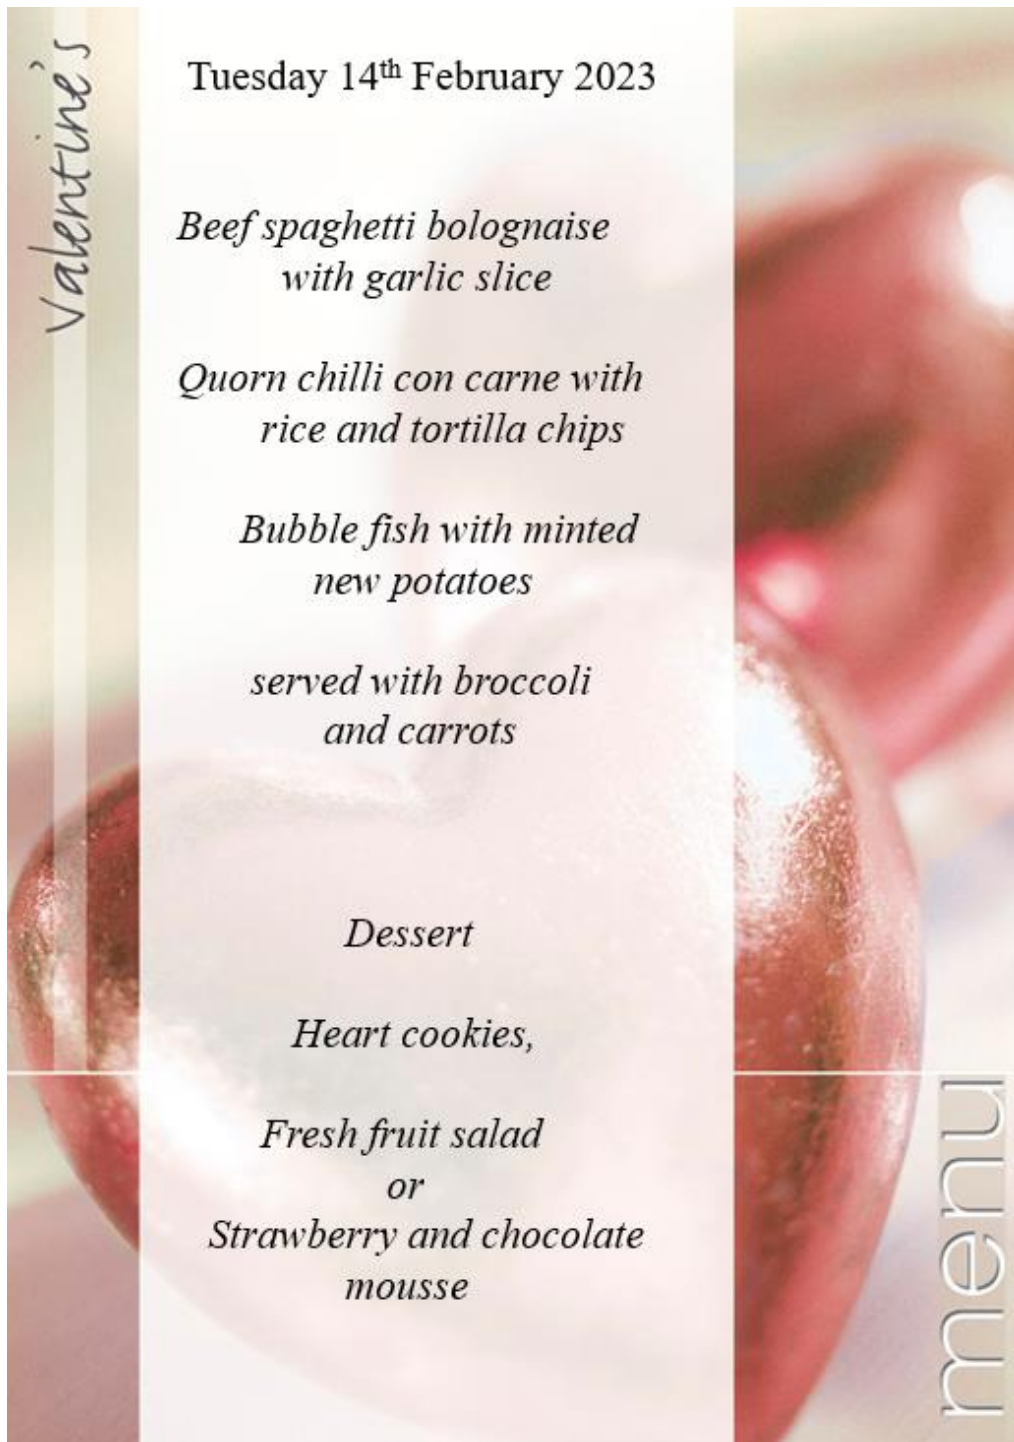 Valentine's
Tuesday 14th February 2023
Beef spaghetti bolognaise
with garlic slice
Quorn chilli con carne with
rice and tortilla chips
Bubble fish with minted
new potatoes
served with broccoli
and carrots
Dessert
Heart cookies,
Fresh fruit salad
or
Strawberry and chocolate
mousse
menu